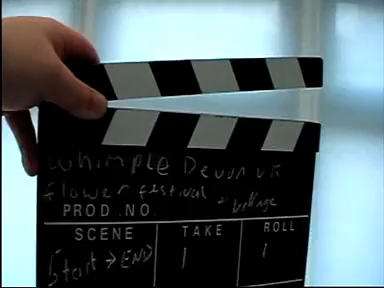 Whimple Devon UK
flower festival + village
PROD. NO.
SCENE TAKE ROLL
Start → END 1 1